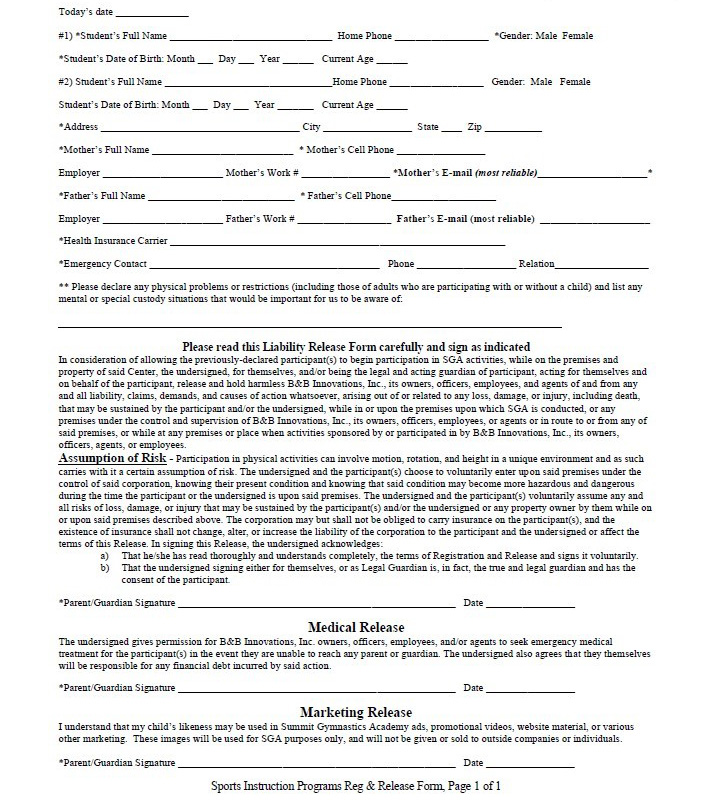 Today's date ______________
#1) *Student's Full Name __________________________________ Home Phone ___________________ *Gender: Male Female
*Student's Date of Birth: Month ___ Day ___ Year ______ Current Age ______
#2) Student's Full Name __________________________________Home Phone ___________________ Gender: Male Female
Student's Date of Birth: Month ___ Day ___ Year _______ Current Age ______
*Address ________________________________________ City __________________ State ____ Zip ___________
*Mother's Full Name _____________________________ * Mother's Cell Phone __________________
Employer ________________________ Mother's Work # __________________ *Mother's E-mail (most reliable)______________________*
*Father's Full Name ______________________________ * Father's Cell Phone_____________________
Employer ________________________ Father's Work # ___________________ Father's E-mail (most reliable) ______________________
*Health Insurance Carrier ____________________________________________________________________
*Emergency Contact ______________________________________________ Phone ____________________ Relation___________________
** Please declare any physical problems or restrictions (including those of adults who are participating with or without a child) and list any
mental or special custody situations that would be important for us to be aware of:
______________________________________________________________________________________________________
Please read this Liability Release Form carefully and sign as indicated
In consideration of allowing the previously-declared participant(s) to begin participation in SGA activities, while on the premises and
property of said Center, the undersigned, for themselves, and/or being the legal and acting guardian of participant, acting for themselves and
on behalf of the participant, release and hold harmless B&B Innovations, Inc., its owners, officers, employees, and agents of and from any
and all liability, claims, demands, and causes of action whatsoever, arising out of or related to any loss, damage, or injury, including death,
that may be sustained by the participant and/or the undersigned, while in or upon the premises upon which SGA is conducted, or any
premises under the control and supervision of B&B Innovations, Inc., its owners, officers, employees, or agents or in route to or from any of
said premises, or while at any premises or place when activities sponsored by or participated in by B&B Innovations, Inc., its owners,
officers, agents, or employees.
Assumption of Risk - Participation in physical activities can involve motion, rotation, and height in a unique environment and as such
carries with it a certain assumption of risk. The undersigned and the participant(s) choose to voluntarily enter upon said premises under the
control of said corporation, knowing their present condition and knowing that said condition may become more hazardous and dangerous
during the time the participant or the undersigned is upon said premises. The undersigned and the participant(s) voluntarily assume any and
all risks of loss, damage, or injury that may be sustained by the participant(s) and/or the undersigned or any property owner by them while on
or upon said premises described above. The corporation may but shall not be obliged to carry insurance on the participant(s), and the
existence of insurance shall not change, alter, or increase the liability of the corporation to the participant and the undersigned or affect the
terms of this Release. In signing this Release, the undersigned acknowledges:
a) That he/she has read thoroughly and understands completely, the terms of Registration and Release and signs it voluntarily.
b) That the undersigned signing either for themselves, or as Legal Guardian is, in fact, the true and legal guardian and has the
consent of the participant.
*Parent/Guardian Signature ________________________________________________________ Date __________________
Medical Release
The undersigned gives permission for B&B Innovations, Inc. owners, officers, employees, and/or agents to seek emergency medical
treatment for the participant(s) in the event they are unable to reach any parent or guardian. The undersigned also agrees that they themselves
will be responsible for any financial debt incurred by said action.
*Parent/Guardian Signature ________________________________________________________ Date __________________
Marketing Release
I understand that my child's likeness may be used in Summit Gymnastics Academy ads, promotional videos, website material, or various
other marketing. These images will be used for SGA purposes only, and will not be given or sold to outside companies or individuals.
*Parent/Guardian Signature ________________________________________________________ Date __________________
Sports Instruction Programs Reg & Release Form, Page 1 of 1